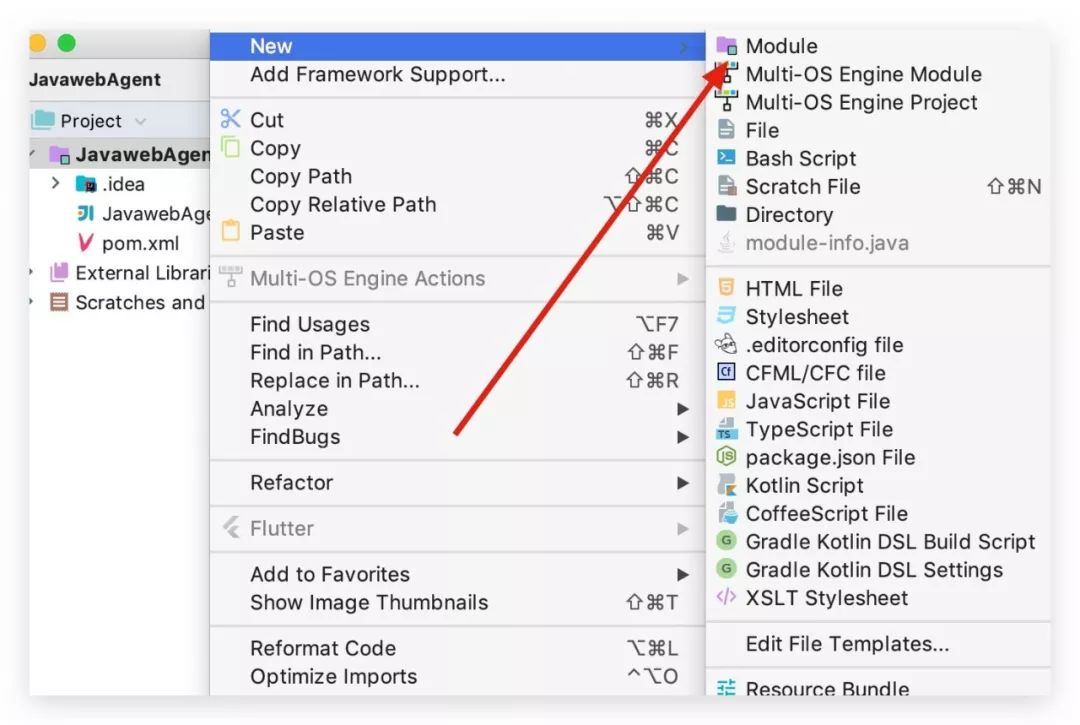 JavawebAgent
Project
JavawebAgen
.idea
JavawebAge
pom.xml
External Librari
Scratches and
New
Add Framework Support...
Cut ⌘X
Copy ⌘C
Copy Path ⇧⌘C
Copy Relative Path ⌥⇧⌘C
Paste ⌘V
Multi-OS Engine Actions
Find Usages ⌥F7
Find in Path... ⇧⌘F
Replace in Path... ⇧⌘R
Analyze
FindBugs
Refactor
Flutter
Add to Favorites
Show Image Thumbnails ⇧⌘T
Reformat Code ⌥⌘L
Optimize Imports ^⌥O
Module
Multi-OS Engine Module
Multi-OS Engine Project
File
Bash Script
Scratch File ⇧⌘N
Directory
module-info.java
HTML File
Stylesheet
.editorconfig file
CFML/CFC file
JavaScript File
TypeScript File
package.json File
Kotlin Script
CoffeeScript File
Gradle Kotlin DSL Build Script
Gradle Kotlin DSL Settings
XSLT Stylesheet
Edit File Templates...
Resource Bundle